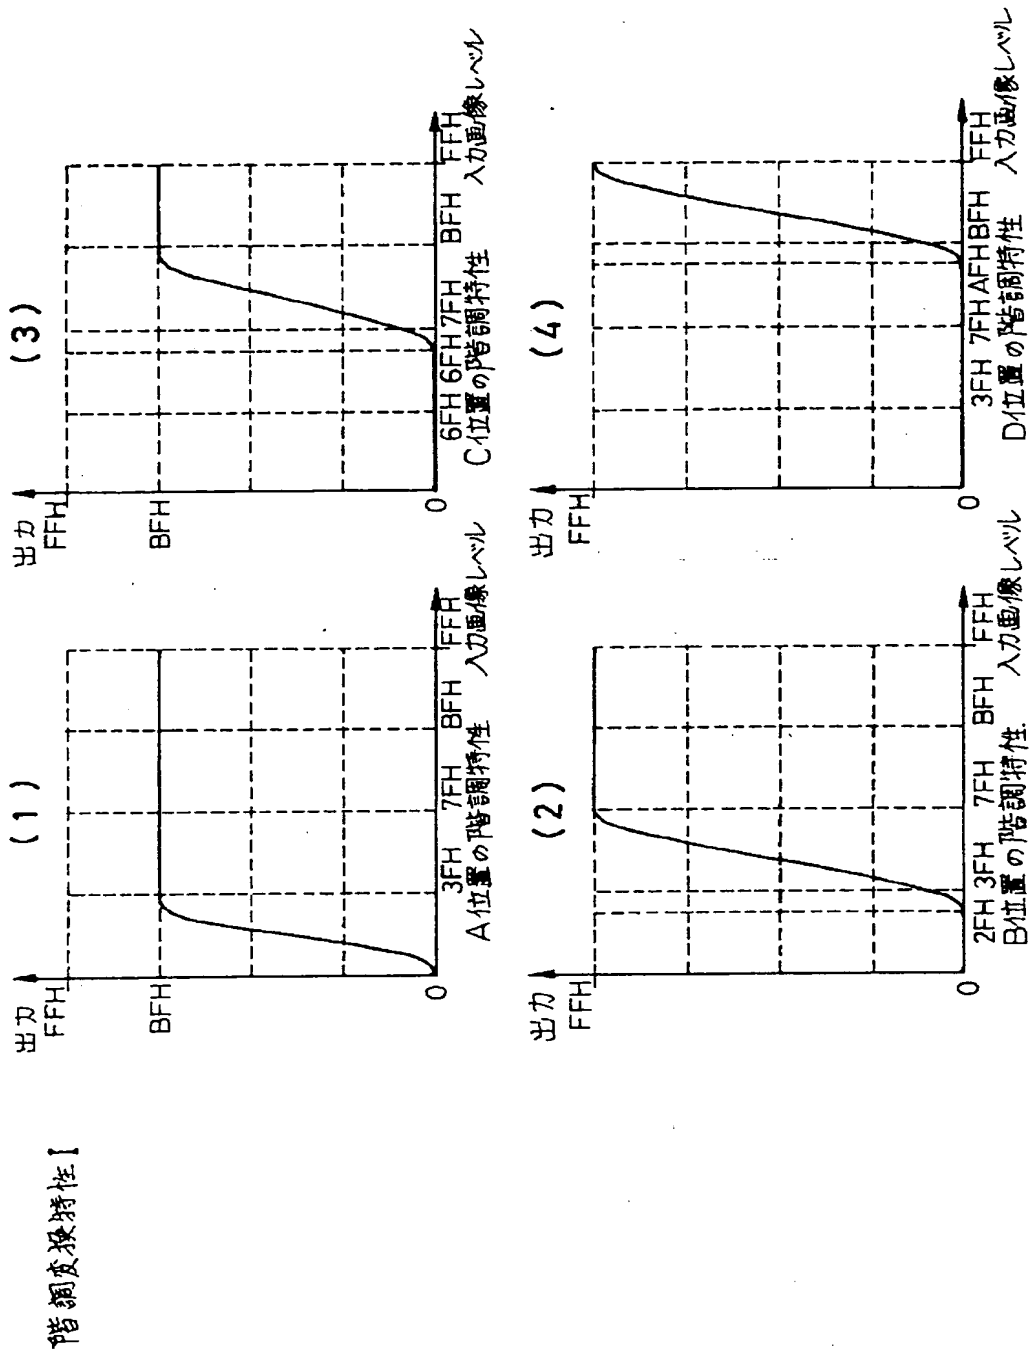 階調変換特性I
(1)
出力
FFH
BFH
0
3FH 7FH BFH FFH
A位置の階調特性 入力画像レベル
(2)
出力
FFH
0
2FH 3FH 7FH BFH FFH
B位置の階調特性 入力画像レベル
(3)
出力
FFH
BFH
0
6FH 6FH 7FH BFH FFH
C位置の階調特性 入力画像レベル
(4)
出力
FFH
0
3FH 7FH AFH BFH FFH
D位置の階調特性 入力画像レベル